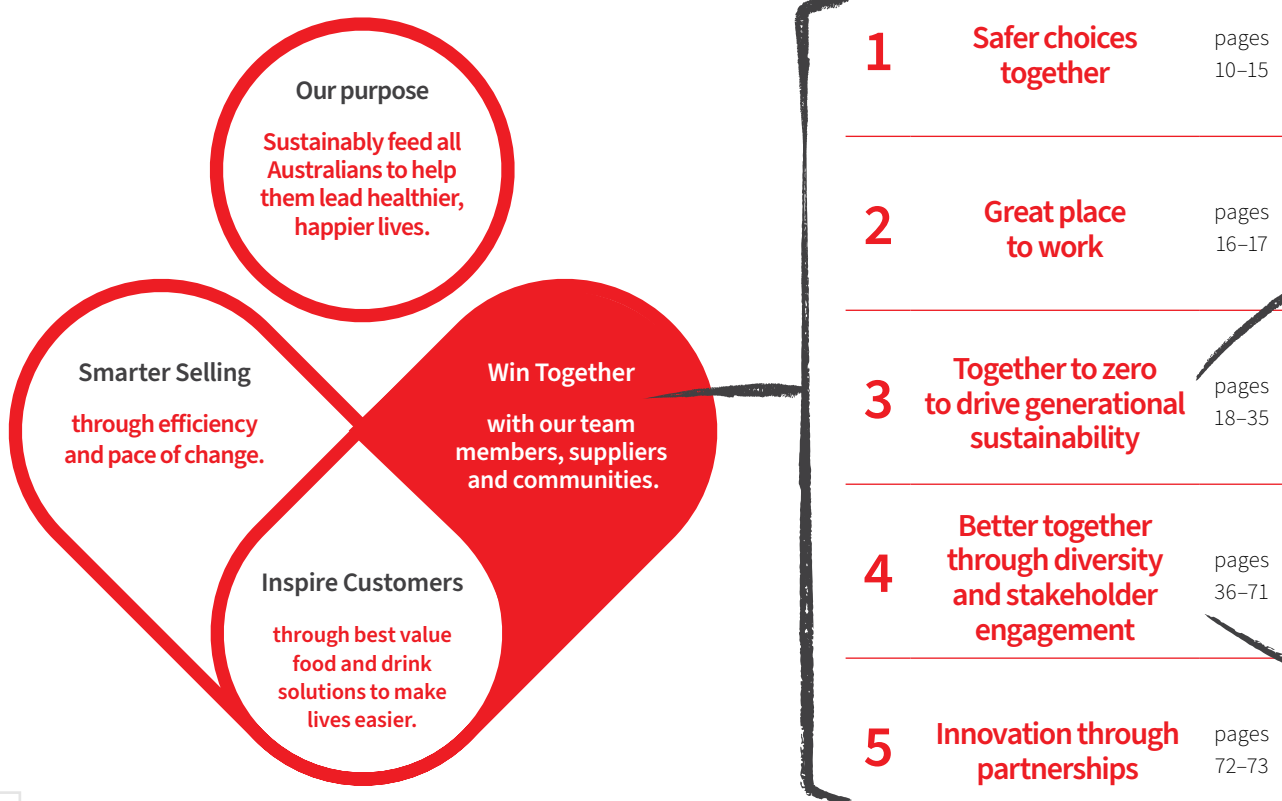 Our purpose
Sustainably feed all
Australians to help
them lead healthier,
happier lives.
Smarter Selling
through efficiency
and pace of change.
Win Together
with our team
members, suppliers
and communities.
Inspire Customers
through best value
food and drink
solutions to make
lives easier.
1
Safer choices
together
pages
10–15
2
Great place
to work
pages
16–17
3
Together to zero
to drive generational
sustainability
pages
18–35
4
Better together
through diversity
and stakeholder
engagement
pages
36–71
5
Innovation through
partnerships
pages
72–73